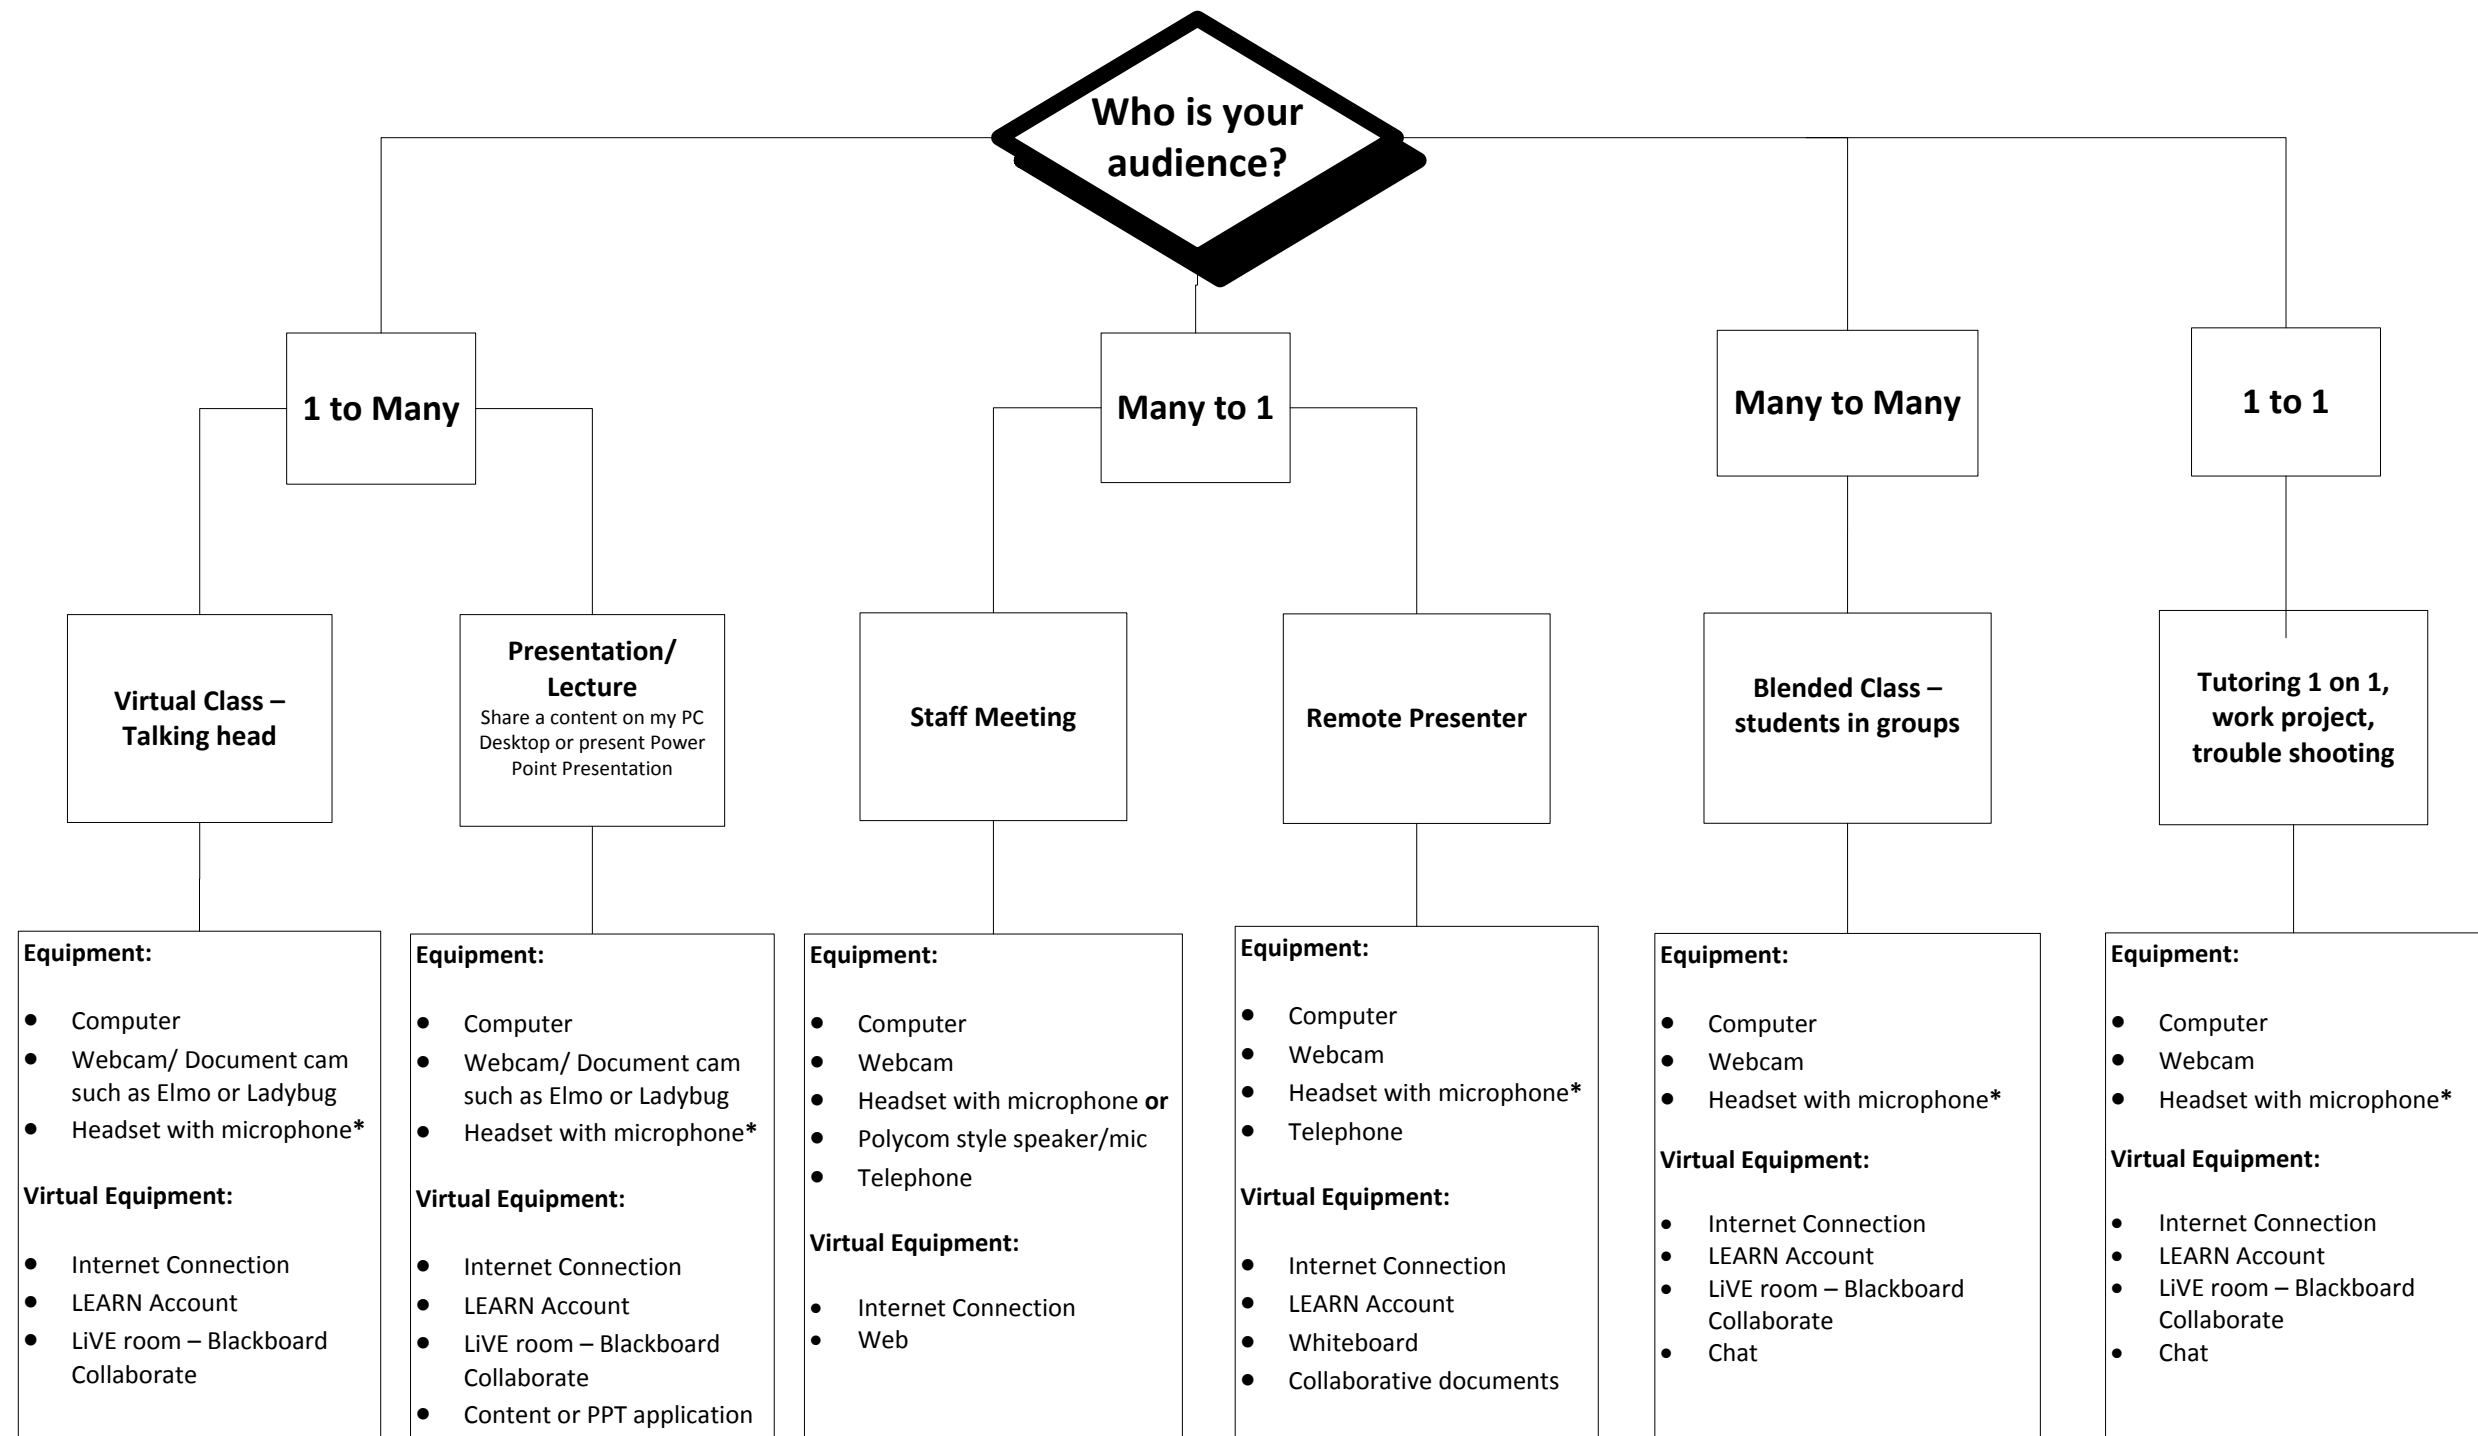 Who is your
audience?
1 to Many
Many to 1
Many to Many
1 to 1
Virtual Class –
Talking head
Presentation/
Lecture
Share a content on my PC
Desktop or present Power
Point Presentation
Staff Meeting
Remote Presenter
Blended Class –
students in groups
Tutoring 1 on 1,
work project,
trouble shooting
Equipment:
● Computer
● Webcam/ Document cam
such as Elmo or Ladybug
● Headset with microphone*
Virtual Equipment:
● Internet Connection
● LEARN Account
● LiVE room – Blackboard
Collaborate
Equipment:
● Computer
● Webcam/ Document cam
such as Elmo or Ladybug
● Headset with microphone*
Virtual Equipment:
● Internet Connection
● LEARN Account
● LiVE room – Blackboard
Collaborate
● Content or PPT application
Equipment:
● Computer
● Webcam
● Headset with microphone or
● Polycom style speaker/mic
● Telephone
Virtual Equipment:
● Internet Connection
● Web
Equipment:
● Computer
● Webcam
● Headset with microphone*
● Telephone
Virtual Equipment:
● Internet Connection
● LEARN Account
● Whiteboard
● Collaborative documents
Equipment:
● Computer
● Webcam
● Headset with microphone*
Virtual Equipment:
● Internet Connection
● LEARN Account
● LiVE room – Blackboard
Collaborate
● Chat
Equipment:
● Computer
● Webcam
● Headset with microphone*
Virtual Equipment:
● Internet Connection
● LEARN Account
● LiVE room – Blackboard
Collaborate
● Chat